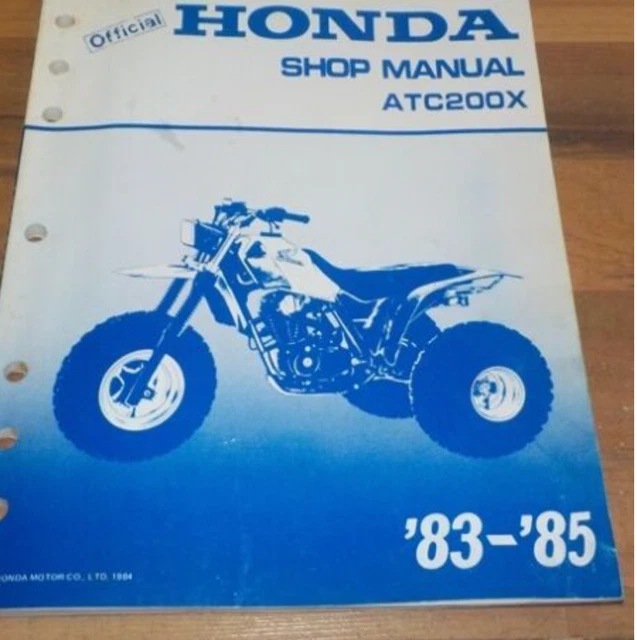 Official
HONDA
SHOP MANUAL
ATC200X
'83-'85
HONDA MOTOR CO., LTD. 1984